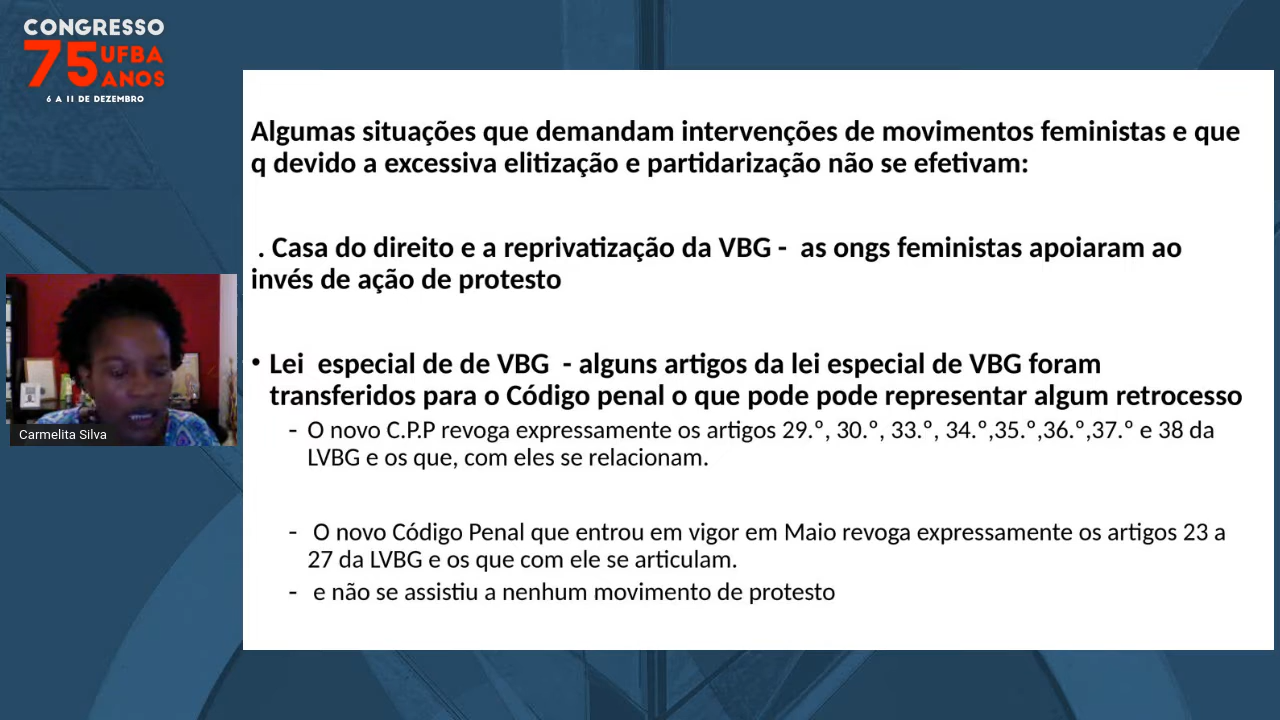 CONGRESSO
75 UFBA
ANOS
6 A 11 DE DEZEMBRO
Algumas situações que demandam intervenções de movimentos feministas e que
q devido a excessiva elitização e partidarização não se efetivam:
. Casa do direito e a reprivatização da VBG - as ongs feministas apoiaram ao
invés de ação de protesto
• Lei especial de de VBG - alguns artigos da lei especial de VBG foram
transferidos para o Código penal o que pode pode representar algum retrocesso
- O novo C.P.P revoga expressamente os artigos 29.º, 30.º, 33.º, 34.º,35.º,36.º,37.º e 38 da
LVBG e os que, com eles se relacionam.
- O novo Código Penal que entrou em vigor em Maio revoga expressamente os artigos 23 a
27 da LVBG e os que com ele se articulam.
- e não se assistiu a nenhum movimento de protesto
Carmelita Silva